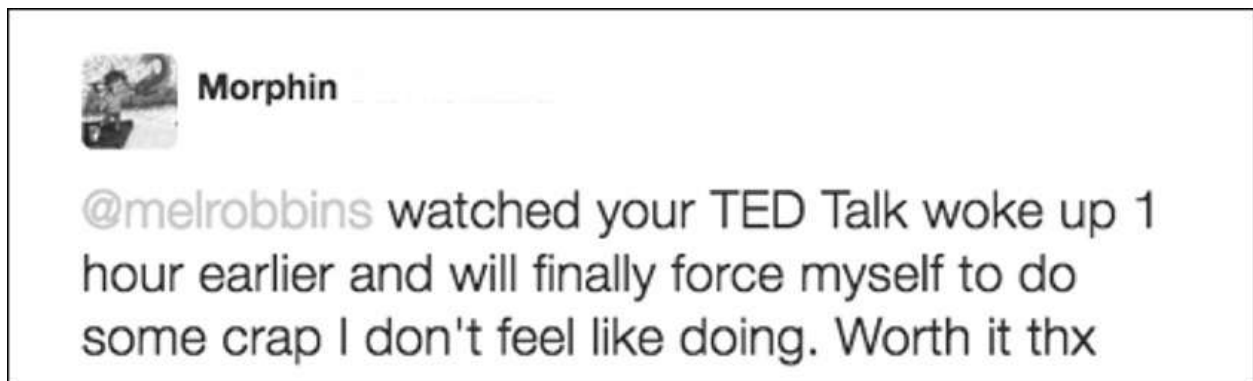 Morphin
@melrobbins watched your TED Talk woke up 1
hour earlier and will finally force myself to do
some crap I don't feel like doing. Worth it thx